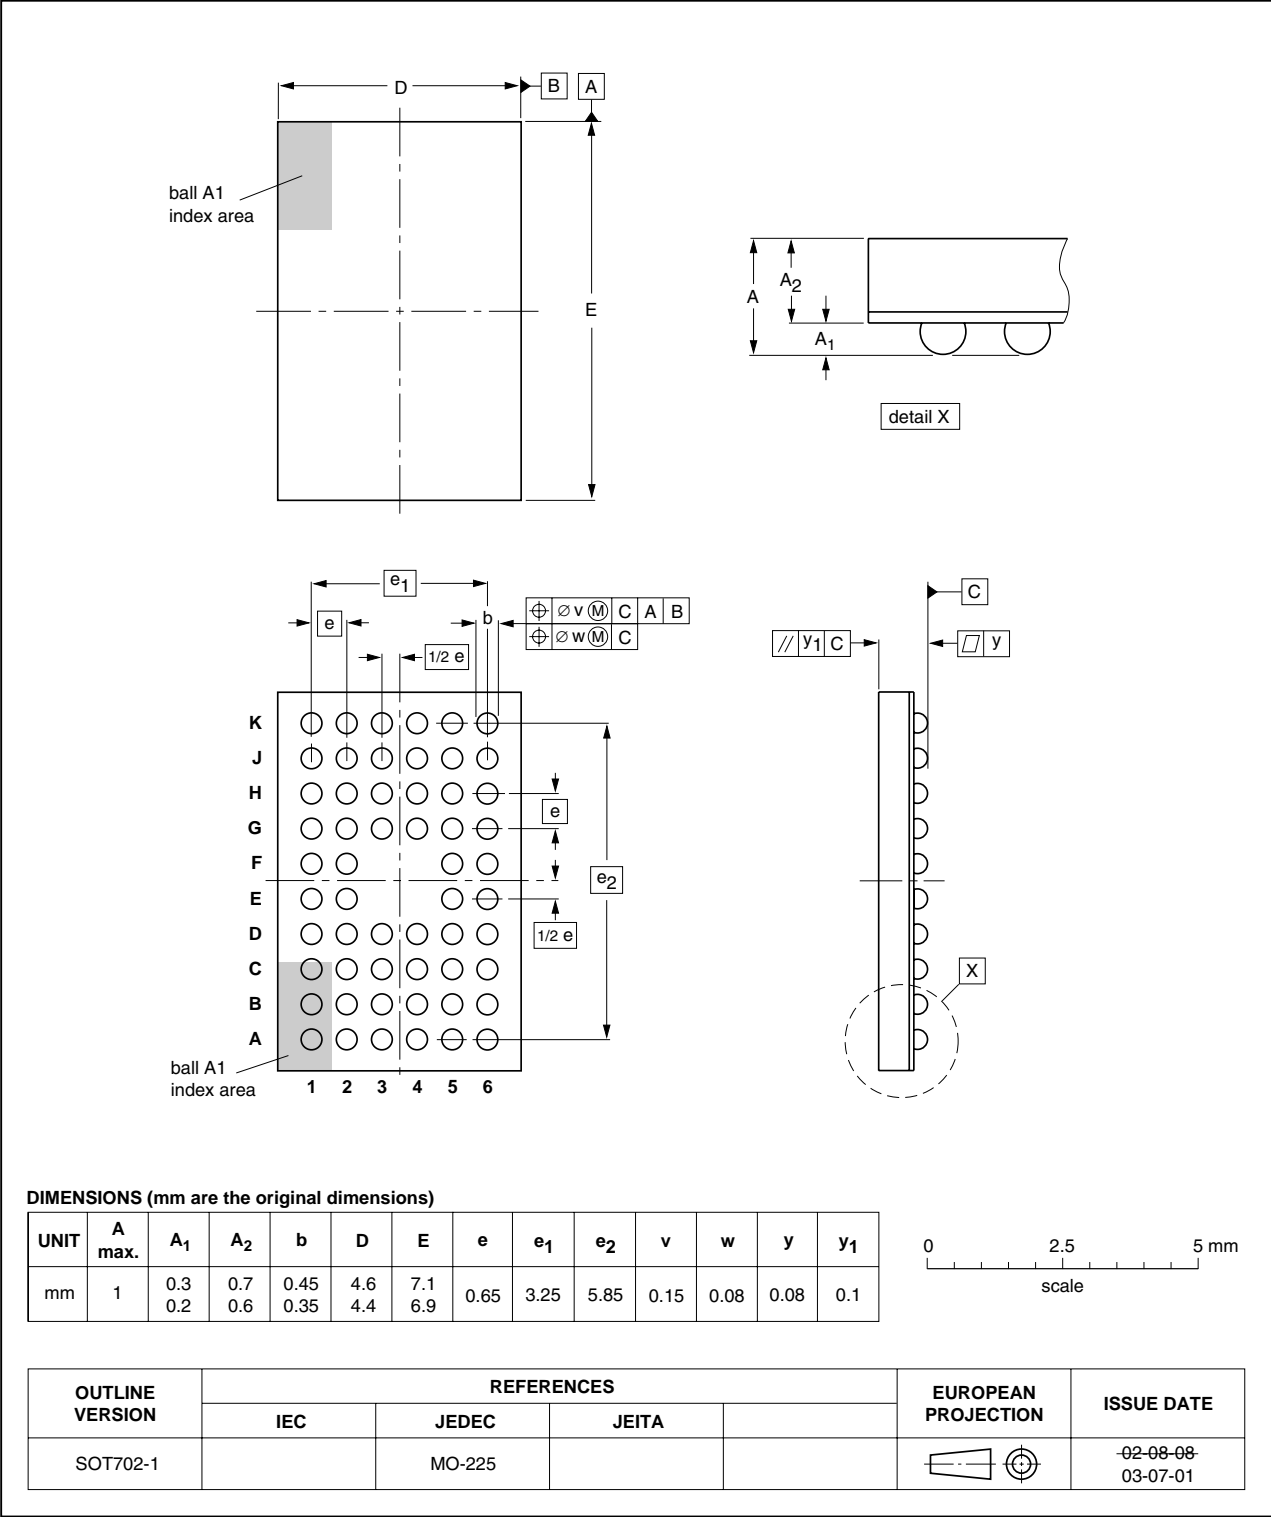 D B A
ball A1
index area
E
A A2 A1
detail X
e1
e b ⌖ ∅ v Ⓜ C A B
⌖ ∅ w Ⓜ C
1/2 e
C
// y1 C ▱ y
K
J
H
e
G
F
e2
E
1/2 e
D
C
X
B
A
ball A1
index area
1 2 3 4 5 6
DIMENSIONS (mm are the original dimensions)
UNIT A max. A1 A2 b D E e e1 e2 v w y y1
mm 1 0.3 0.2 0.7 0.6 0.45 0.35 4.6 4.4 7.1 6.9 0.65 3.25 5.85 0.15 0.08 0.08 0.1
0 2.5 5 mm
scale
OUTLINE VERSION REFERENCES EUROPEAN PROJECTION ISSUE DATE
IEC JEDEC JEITA
SOT702-1 MO-225 02-08-08
03-07-01